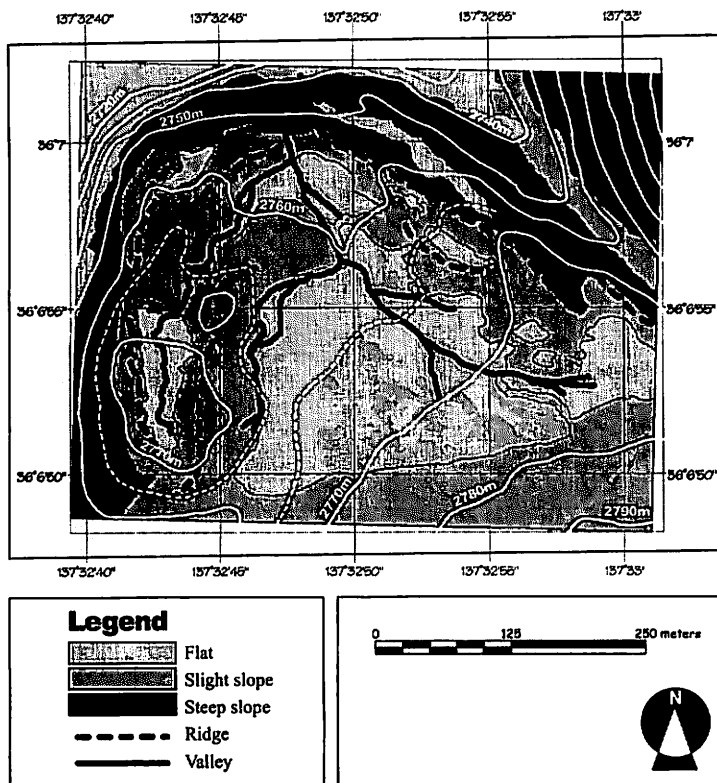 137°32'40" 137°32'45" 137°32'50" 137°32'55" 137°33'
2720m
2750m
2740m
36°7' 36°7'
2760m
36°6'55" 36°6'55"
2770m
36°6'50" 36°6'50"
2770m
2780m
2790m
137°32'40" 137°32'45" 137°32'50" 137°32'55" 137°33'
Legend
Flat
Slight slope
Steep slope
Ridge
Valley
0 125 250 meters
N